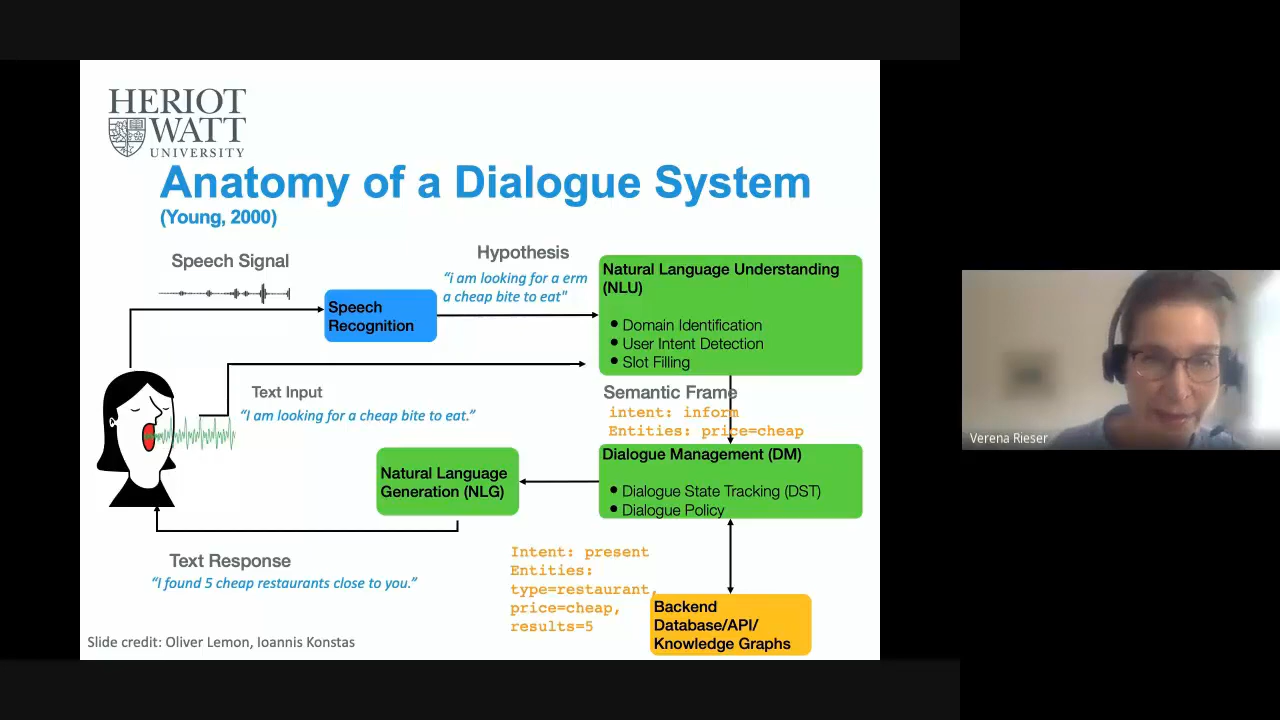 HERIOT
WATT
UNIVERSITY
Anatomy of a Dialogue System
(Young, 2000)
Speech Signal
Hypothesis
“i am looking for a erm
a cheap bite to eat"
Speech
Recognition
Natural Language Understanding
(NLU)
• Domain Identification
• User Intent Detection
• Slot Filling
Text Input
“I am looking for a cheap bite to eat.”
Semantic Frame
intent: inform
Entities: price=cheap
Natural Language
Generation (NLG)
Dialogue Management (DM)
• Dialogue State Tracking (DST)
• Dialogue Policy
Text Response
“I found 5 cheap restaurants close to you.”
Intent: present
Entities:
type=restaurant,
price=cheap,
results=5
Backend
Database/API/
Knowledge Graphs
Slide credit: Oliver Lemon, Ioannis Konstas
Verena Rieser